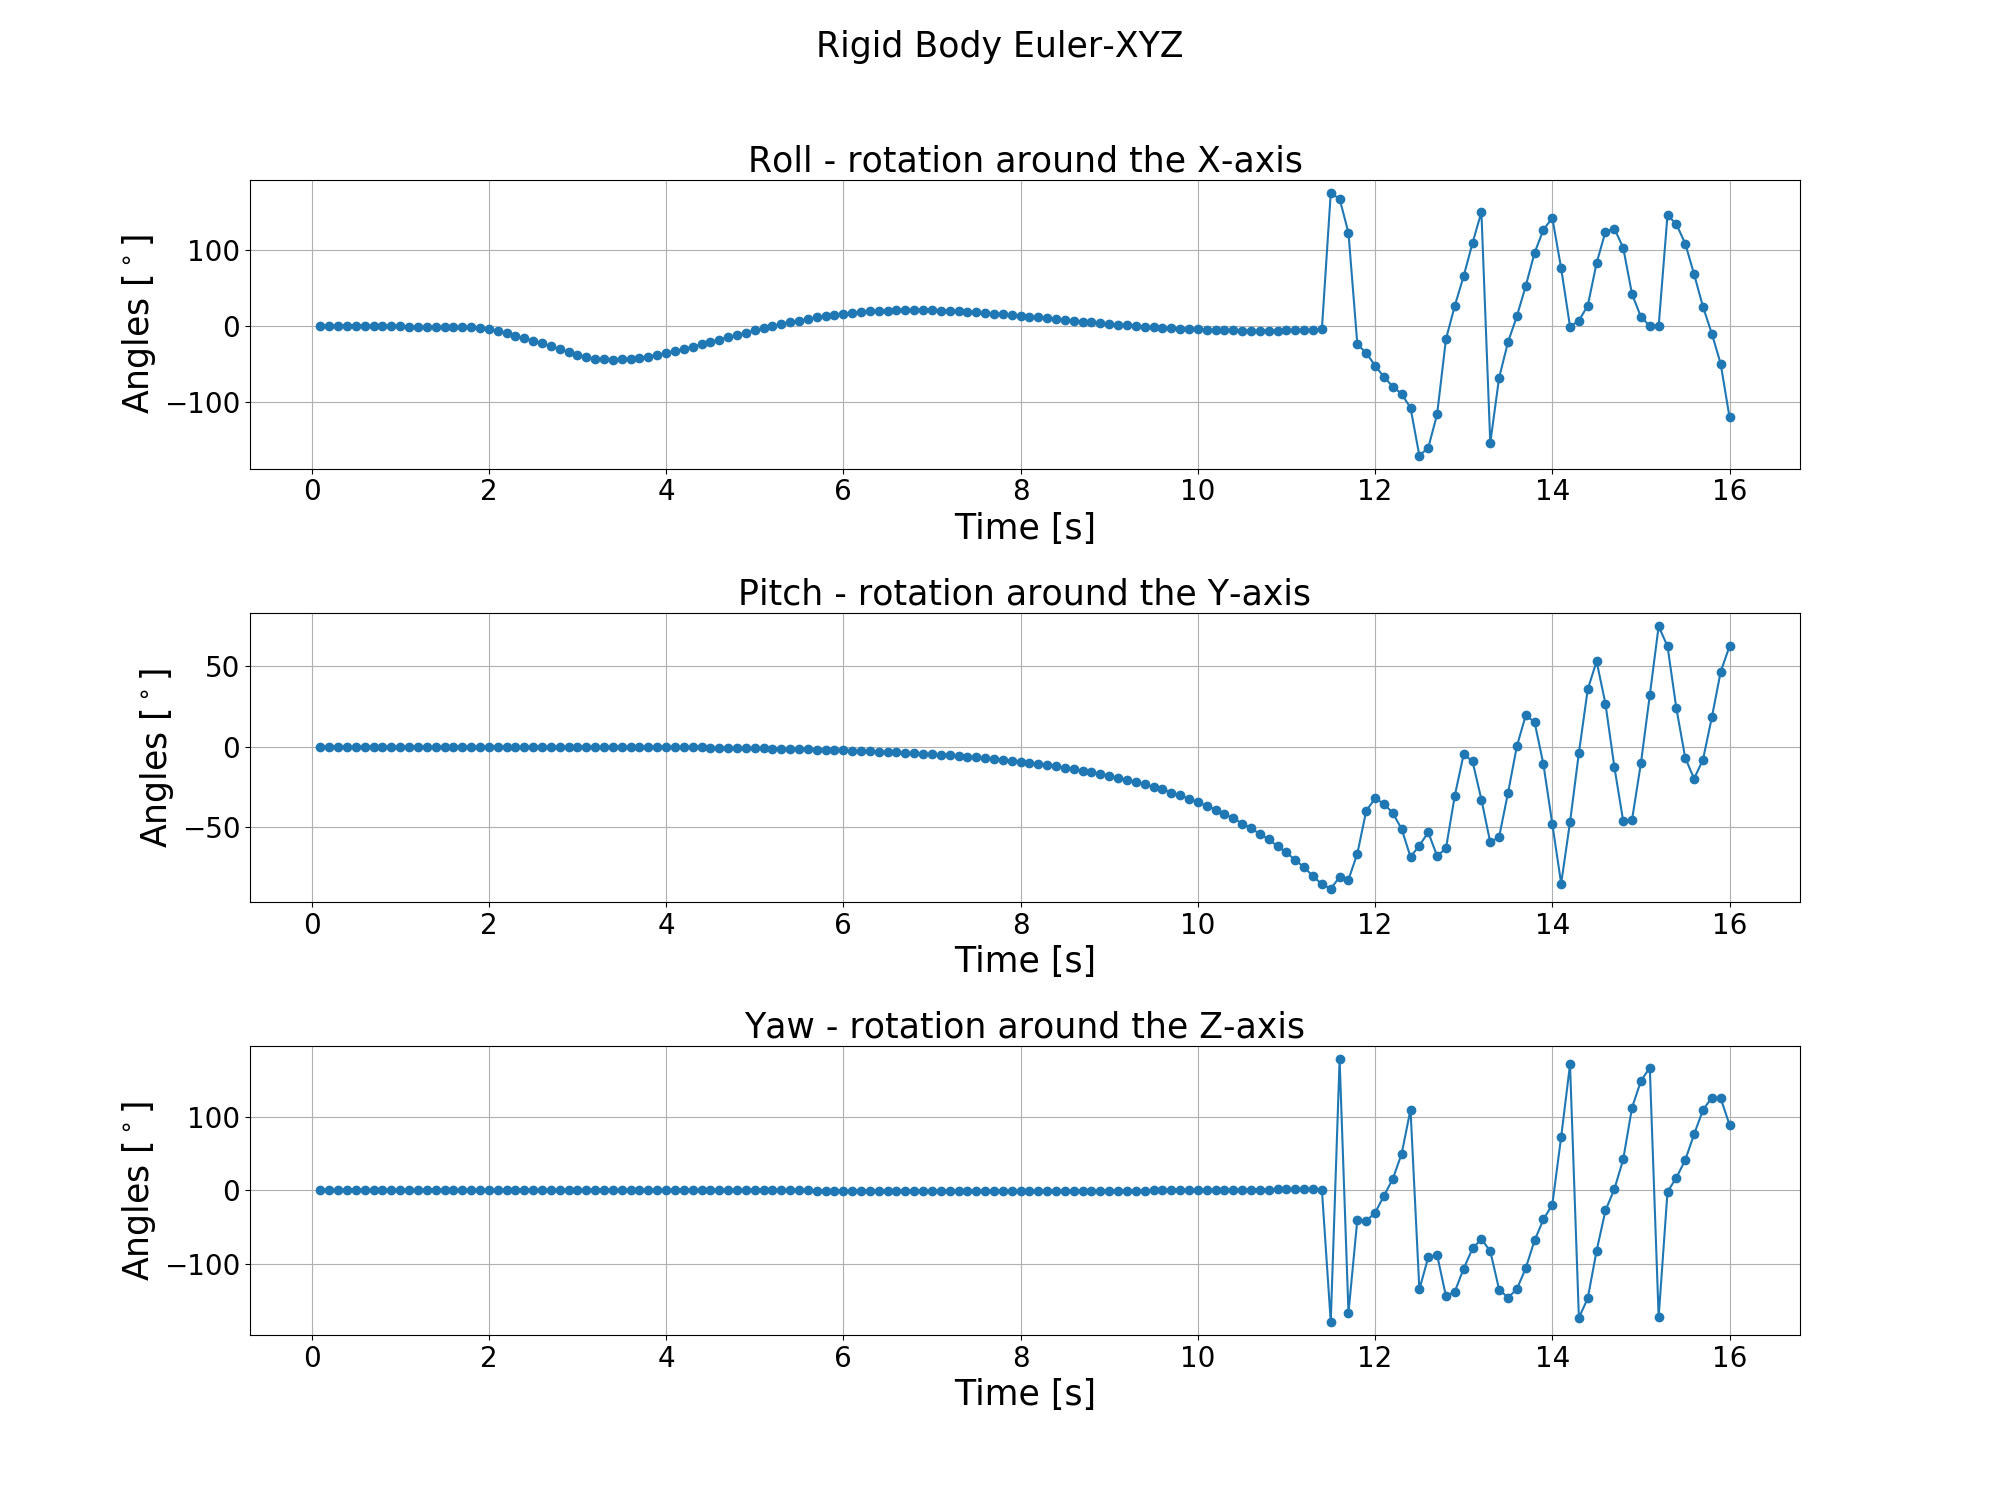 Rigid Body Euler-XYZ
Roll - rotation around the X-axis
Angles [°]
100
0
−100
0 2 4 6 8 10 12 14 16
Time [s]
Pitch - rotation around the Y-axis
Angles [°]
50
0
−50
0 2 4 6 8 10 12 14 16
Time [s]
Yaw - rotation around the Z-axis
Angles [°]
100
0
−100
0 2 4 6 8 10 12 14 16
Time [s]